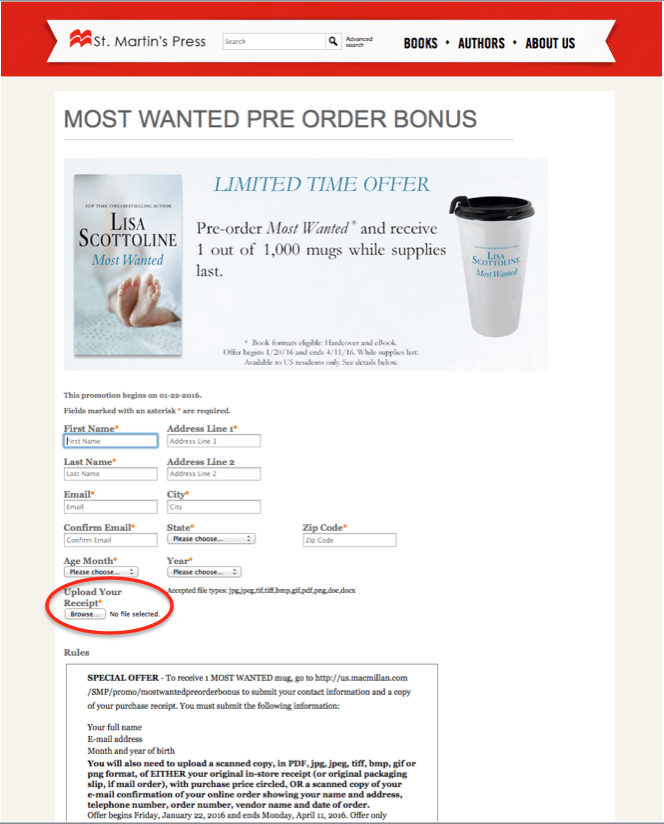 St. Martin's Press
Search
Advanced
search
BOOKS • AUTHORS • ABOUT US
MOST WANTED PRE ORDER BONUS
NEW YORK TIMES BESTSELLING AUTHOR
LISA
SCOTTOLINE
Most Wanted
LIMITED TIME OFFER
Pre-order Most Wanted* and receive
1 out of 1,000 mugs while supplies
last.
* Book formats eligible: Hardcover and eBook.
Offer begins 1/20/16 and ends 4/11/16. While supplies last.
Available to US residents only. See details below.
LISA
SCOTTOLINE
Most Wanted
This promotion begins on 01-22-2016.
Fields marked with an asterisk * are required.
First Name* Address Line 1*
First Name Address Line 1
Last Name* Address Line 2
Last Name Address Line 2
Email* City*
Email City
Confirm Email* State* Zip Code*
Confirm Email Please choose... Zip Code
Age Month* Year*
Please choose... Please choose...
Upload Your Accepted file types: jpg,jpeg,tif,tiff,bmp,gif,pdf,png,doc,docx
Receipt*
Browse... No file selected.
Rules
SPECIAL OFFER - To receive 1 MOST WANTED mug, go to http://us.macmillan.com
/SMP/promo/mostwantedpreorderbonus to submit your contact information and a copy
of your purchase receipt. You must submit the following information:
Your full name
E-mail address
Month and year of birth
You will also need to upload a scanned copy, in PDF, jpg, jpeg, tiff, bmp, gif or
png format, of EITHER your original in-store receipt (or original packaging
slip, if mail order), with purchase price circled, OR a scanned copy of your
e-mail confirmation of your online order showing your name and address,
telephone number, order number, vendor name and date of order.
Offer begins Friday, January 22, 2016 and ends Monday, April 11, 2016. Offer only